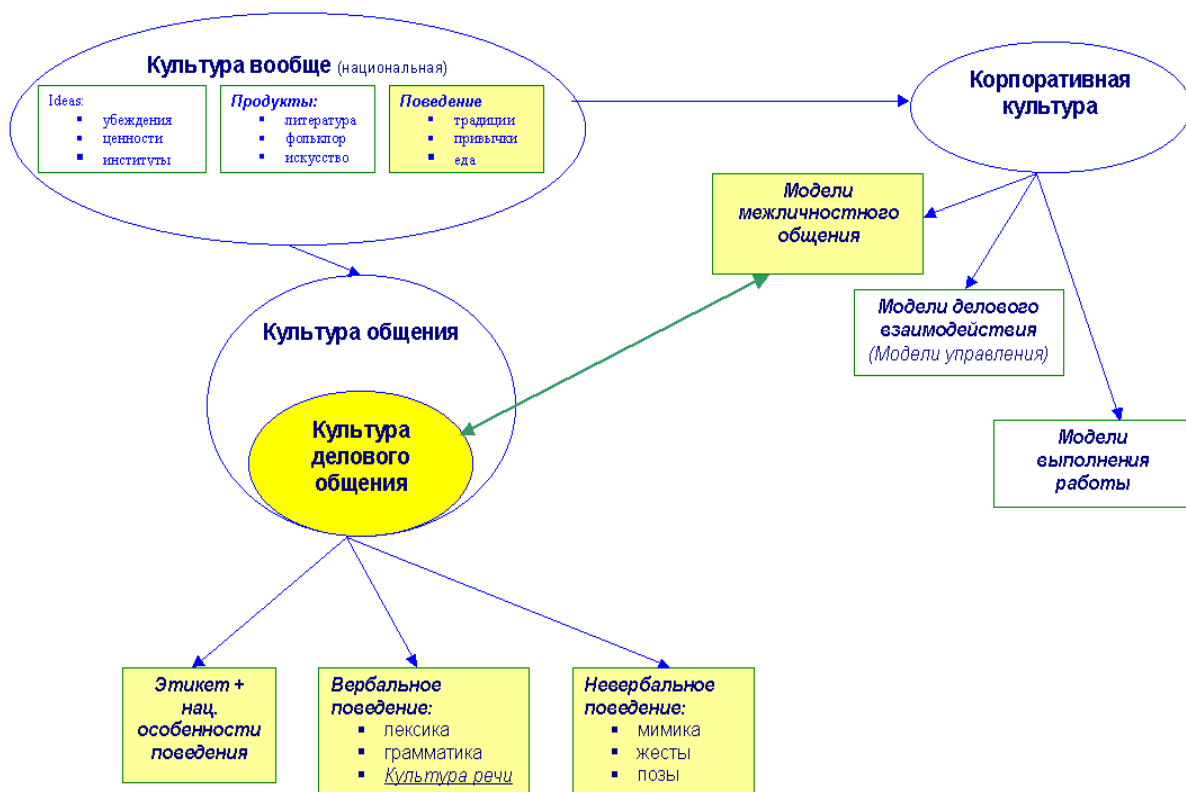 Культура вообще (национальная)
Ideas:
▪ убеждения
▪ ценности
▪ институты
Продукты:
▪ литература
▪ фольклор
▪ искусство
Поведение
▪ традиции
▪ привычки
▪ еда
Корпоративная
культура
Модели
межличностного
общения
Модели делового
взаимодействия
(Модели управления)
Модели
выполнения
работы
Культура общения
Культура
делового
общения
Этикет +
нац.
особенности
поведения
Вербальное
поведение:
▪ лексика
▪ грамматика
▪ Культура речи
Невербальное
поведение:
▪ мимика
▪ жесты
▪ позы